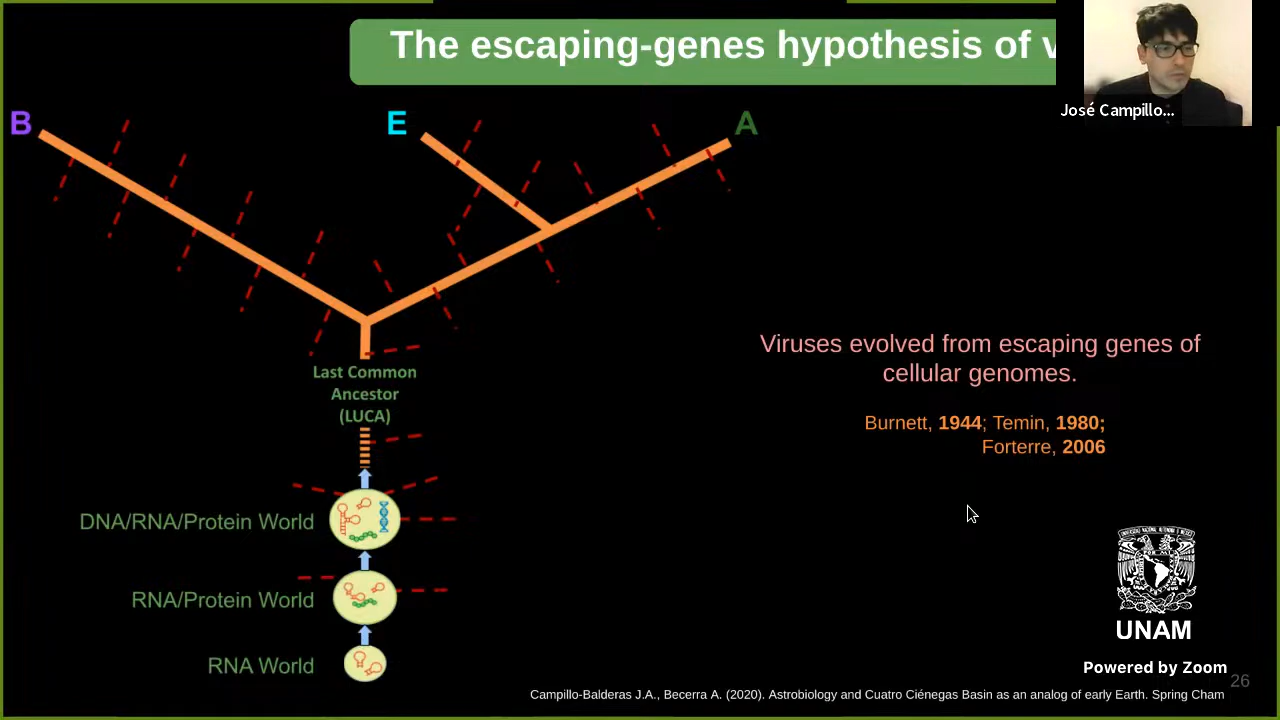 The escaping-genes hypothesis of v
José Campillo...
B
E
A
Viruses evolved from escaping genes of
cellular genomes.
Last Common
Ancestor
(LUCA)
Burnett, 1944; Temin, 1980;
Forterre, 2006
DNA/RNA/Protein World
RNA/Protein World
RNA World
UNAM
Powered by Zoom
26
Campillo-Balderas J.A., Becerra A. (2020). Astrobiology and Cuatro Ciénegas Basin as an analog of early Earth. Spring Cham